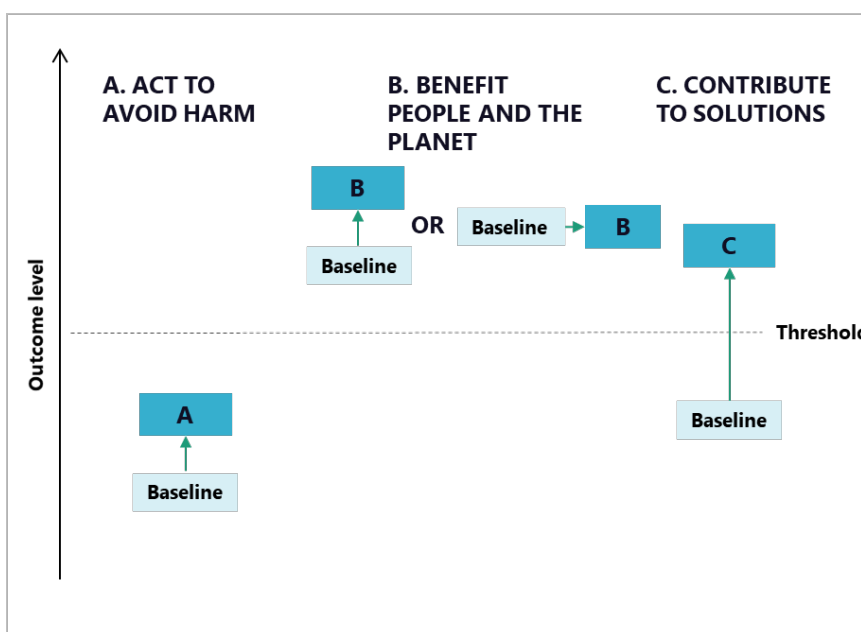 A. ACT TO
AVOID HARM
B. BENEFIT
PEOPLE AND THE
PLANET
C. CONTRIBUTE
TO SOLUTIONS
B
Baseline
OR
Baseline
B
C
Baseline
Threshold
A
Baseline
Outcome level